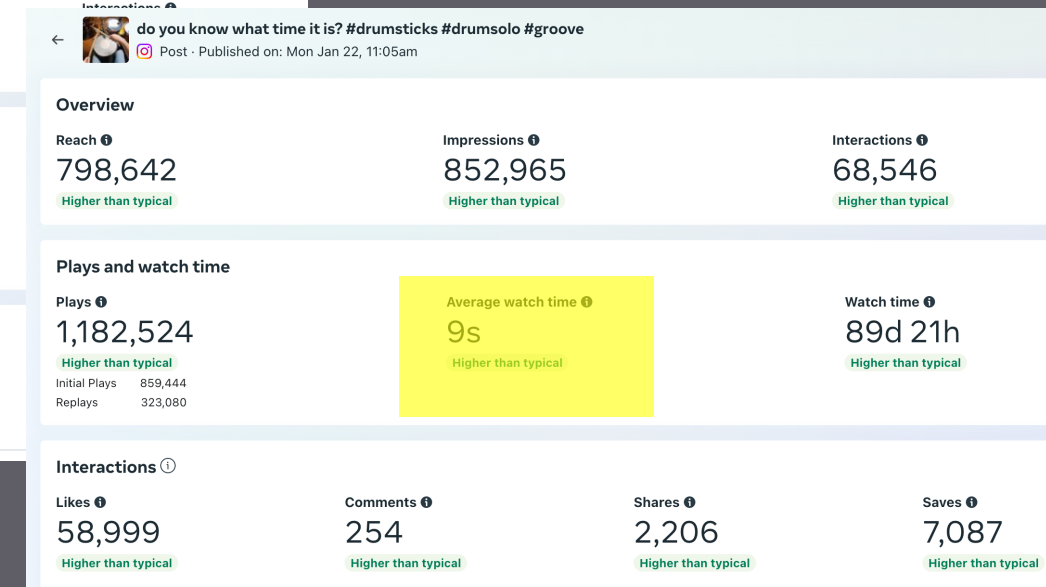 Interactions
do you know what time it is? #drumsticks #drumsolo #groove
Post · Published on: Mon Jan 22, 11:05am
Overview
Reach Impressions Interactions
798,642 852,965 68,546
Higher than typical Higher than typical Higher than typical
Plays and watch time
Plays Average watch time Watch time
1,182,524 9s 89d 21h
Higher than typical Higher than typical Higher than typical
Initial Plays 859,444
Replays 323,080
Interactions
Likes Comments Shares Saves
58,999 254 2,206 7,087
Higher than typical Higher than typical Higher than typical Higher than typical